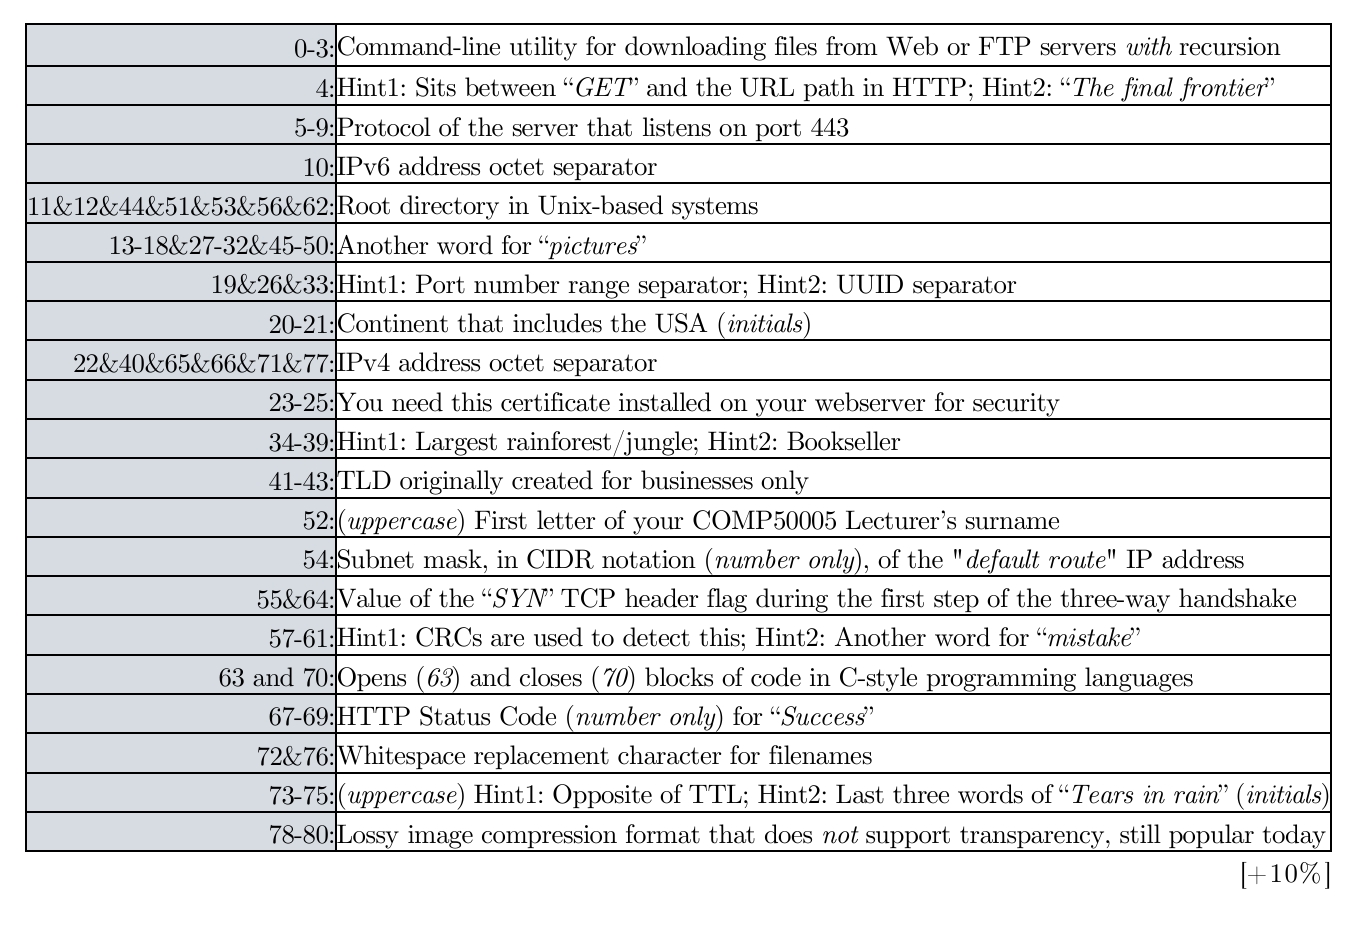 0-3: Command-line utility for downloading files from Web or FTP servers with recursion
4: Hint1: Sits between “GET” and the URL path in HTTP; Hint2: “The final frontier”
5-9: Protocol of the server that listens on port 443
10: IPv6 address octet separator
11&12&44&51&53&56&62: Root directory in Unix-based systems
13-18&27-32&45-50: Another word for “pictures”
19&26&33: Hint1: Port number range separator; Hint2: UUID separator
20-21: Continent that includes the USA (initials)
22&40&65&66&71&77: IPv4 address octet separator
23-25: You need this certificate installed on your webserver for security
34-39: Hint1: Largest rainforest/jungle; Hint2: Bookseller
41-43: TLD originally created for businesses only
52: (uppercase) First letter of your COMP50005 Lecturer’s surname
54: Subnet mask, in CIDR notation (number only), of the "default route" IP address
55&64: Value of the “SYN” TCP header flag during the first step of the three-way handshake
57-61: Hint1: CRCs are used to detect this; Hint2: Another word for “mistake”
63 and 70: Opens (63) and closes (70) blocks of code in C-style programming languages
67-69: HTTP Status Code (number only) for “Success”
72&76: Whitespace replacement character for filenames
73-75: (uppercase) Hint1: Opposite of TTL; Hint2: Last three words of “Tears in rain” (initials)
78-80: Lossy image compression format that does not support transparency, still popular today
[+10%]